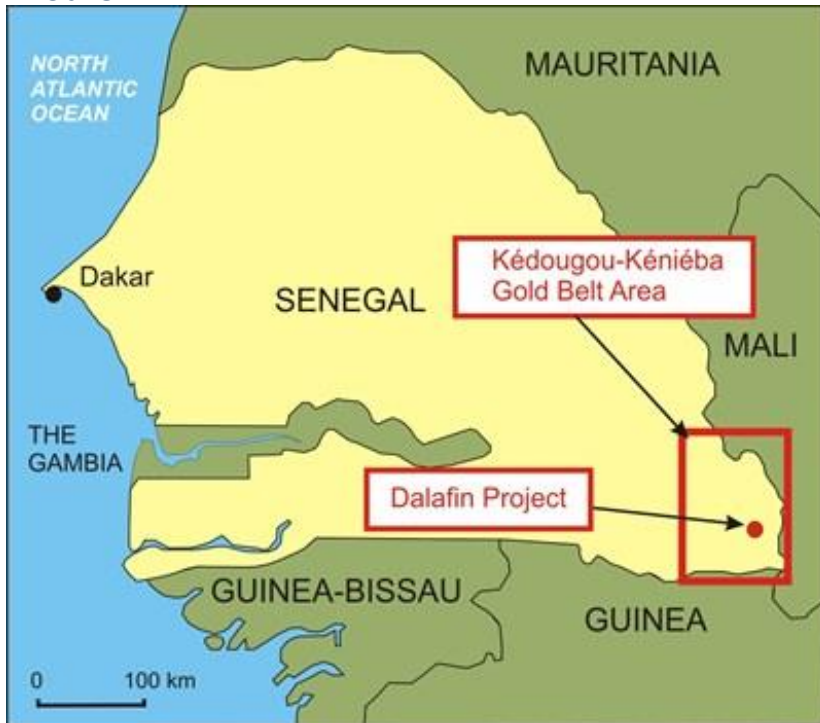 NORTH
ATLANTIC
OCEAN
MAURITANIA
Kédougou-Kéniéba
Gold Belt Area
Dakar
SENEGAL
MALI
THE
GAMBIA
Dalafin Project
GUINEA-BISSAU
GUINEA
0 100 km